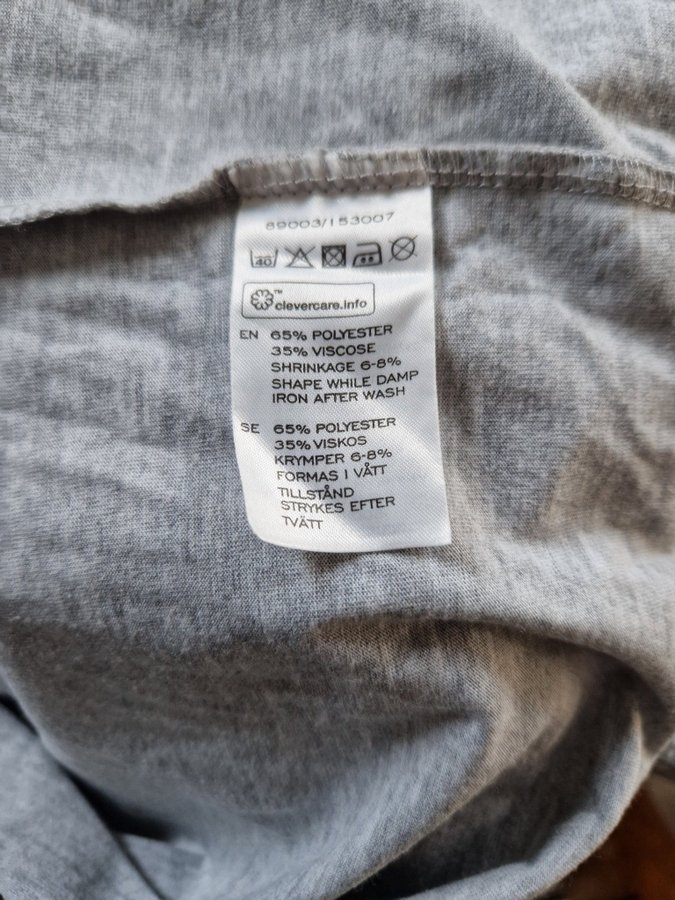 89003/153007
40
clevercare.info™
EN 65% POLYESTER
35% VISCOSE
SHRINKAGE 6-8%
SHAPE WHILE DAMP
IRON AFTER WASH
SE 65% POLYESTER
35% VISKOS
KRYMPER 6-8%
FORMAS I VÅTT
TILLSTÅND
STRYKES EFTER
TVÄTT